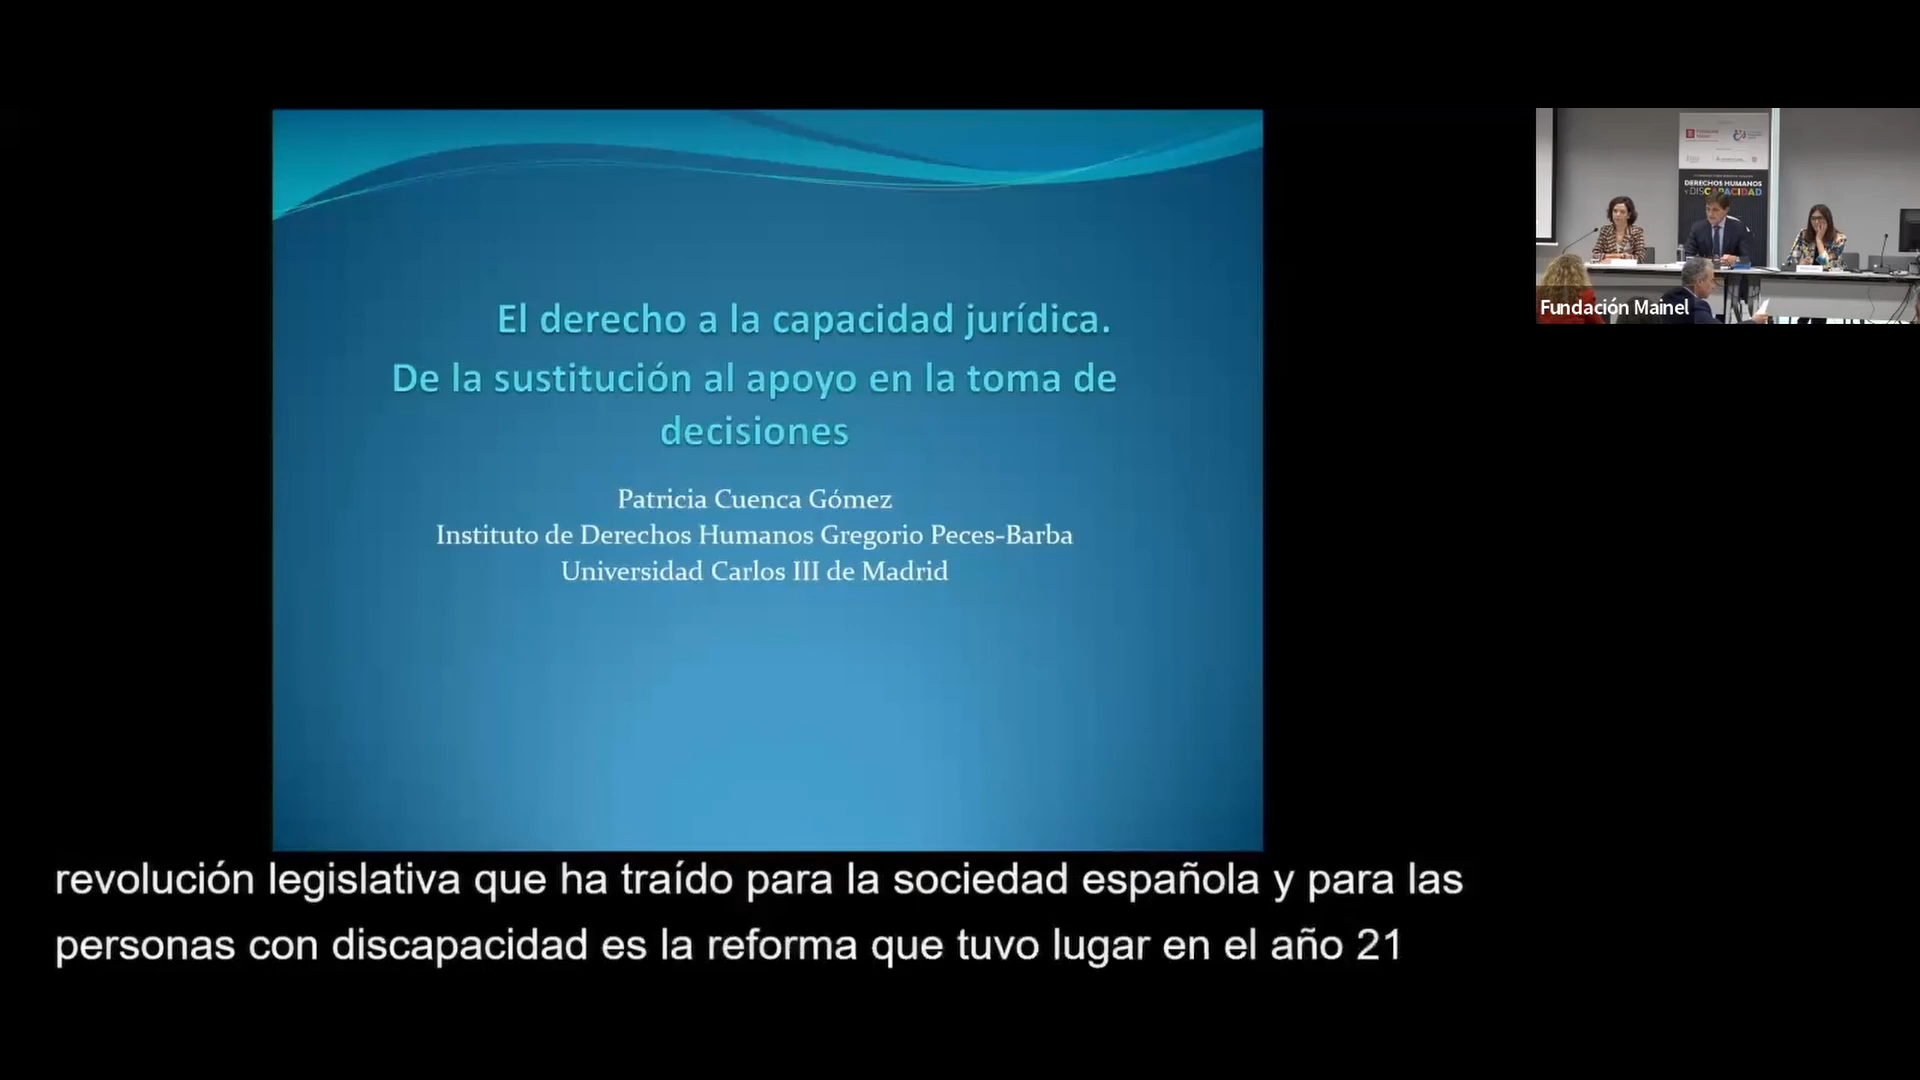 El derecho a la capacidad jurídica.
De la sustitución al apoyo en la toma de
decisiones
Patricia Cuenca Gómez
Instituto de Derechos Humanos Gregorio Peces-Barba
Universidad Carlos III de Madrid
DERECHOS HUMANOS
Y DISCAPACIDAD
Fundación Mainel
revolución legislativa que ha traído para la sociedad española y para las
personas con discapacidad es la reforma que tuvo lugar en el año 21